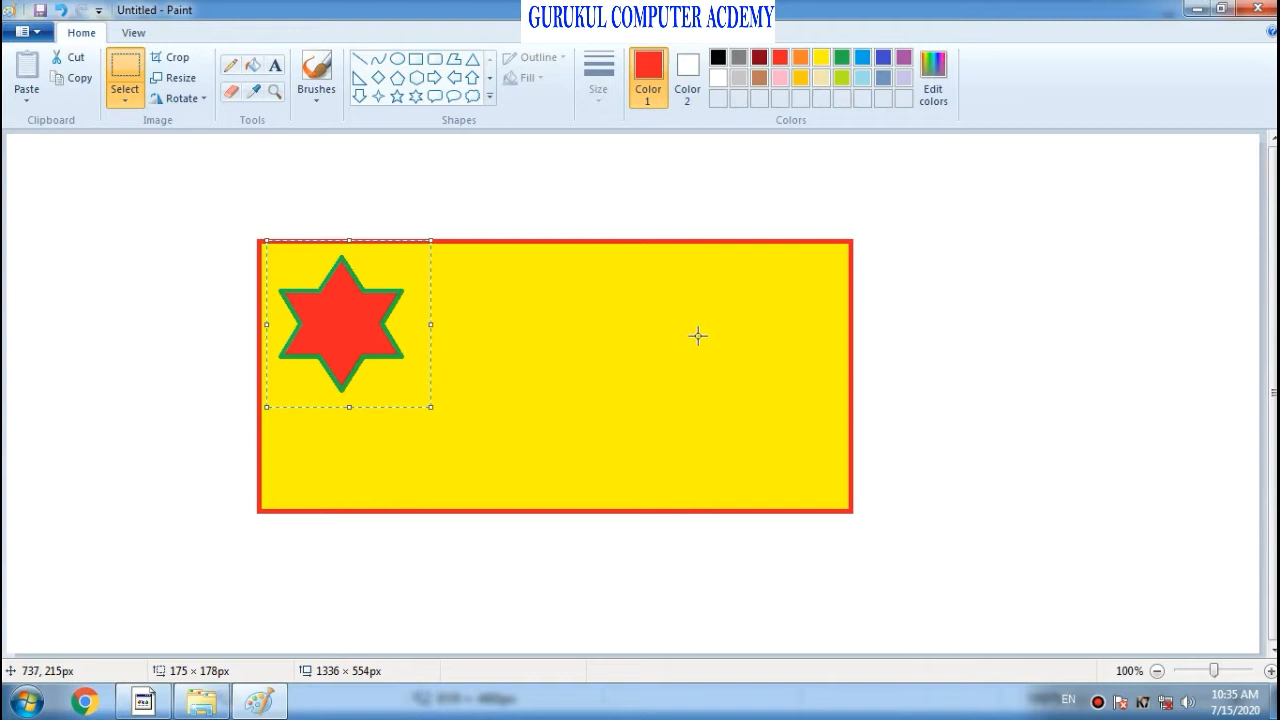 GURUKUL COMPUTER ACDEMY
Untitled - Paint
Home View
Paste
Cut
Copy
Clipboard
Select
Crop
Resize
Rotate
Image
A
Tools
Brushes
Outline
Fill
Shapes
Size
Color 1
Color 2
Edit colors
Colors
737, 215px
175 × 178px
1336 × 554px
100%
EN
10:35 AM
7/15/2020